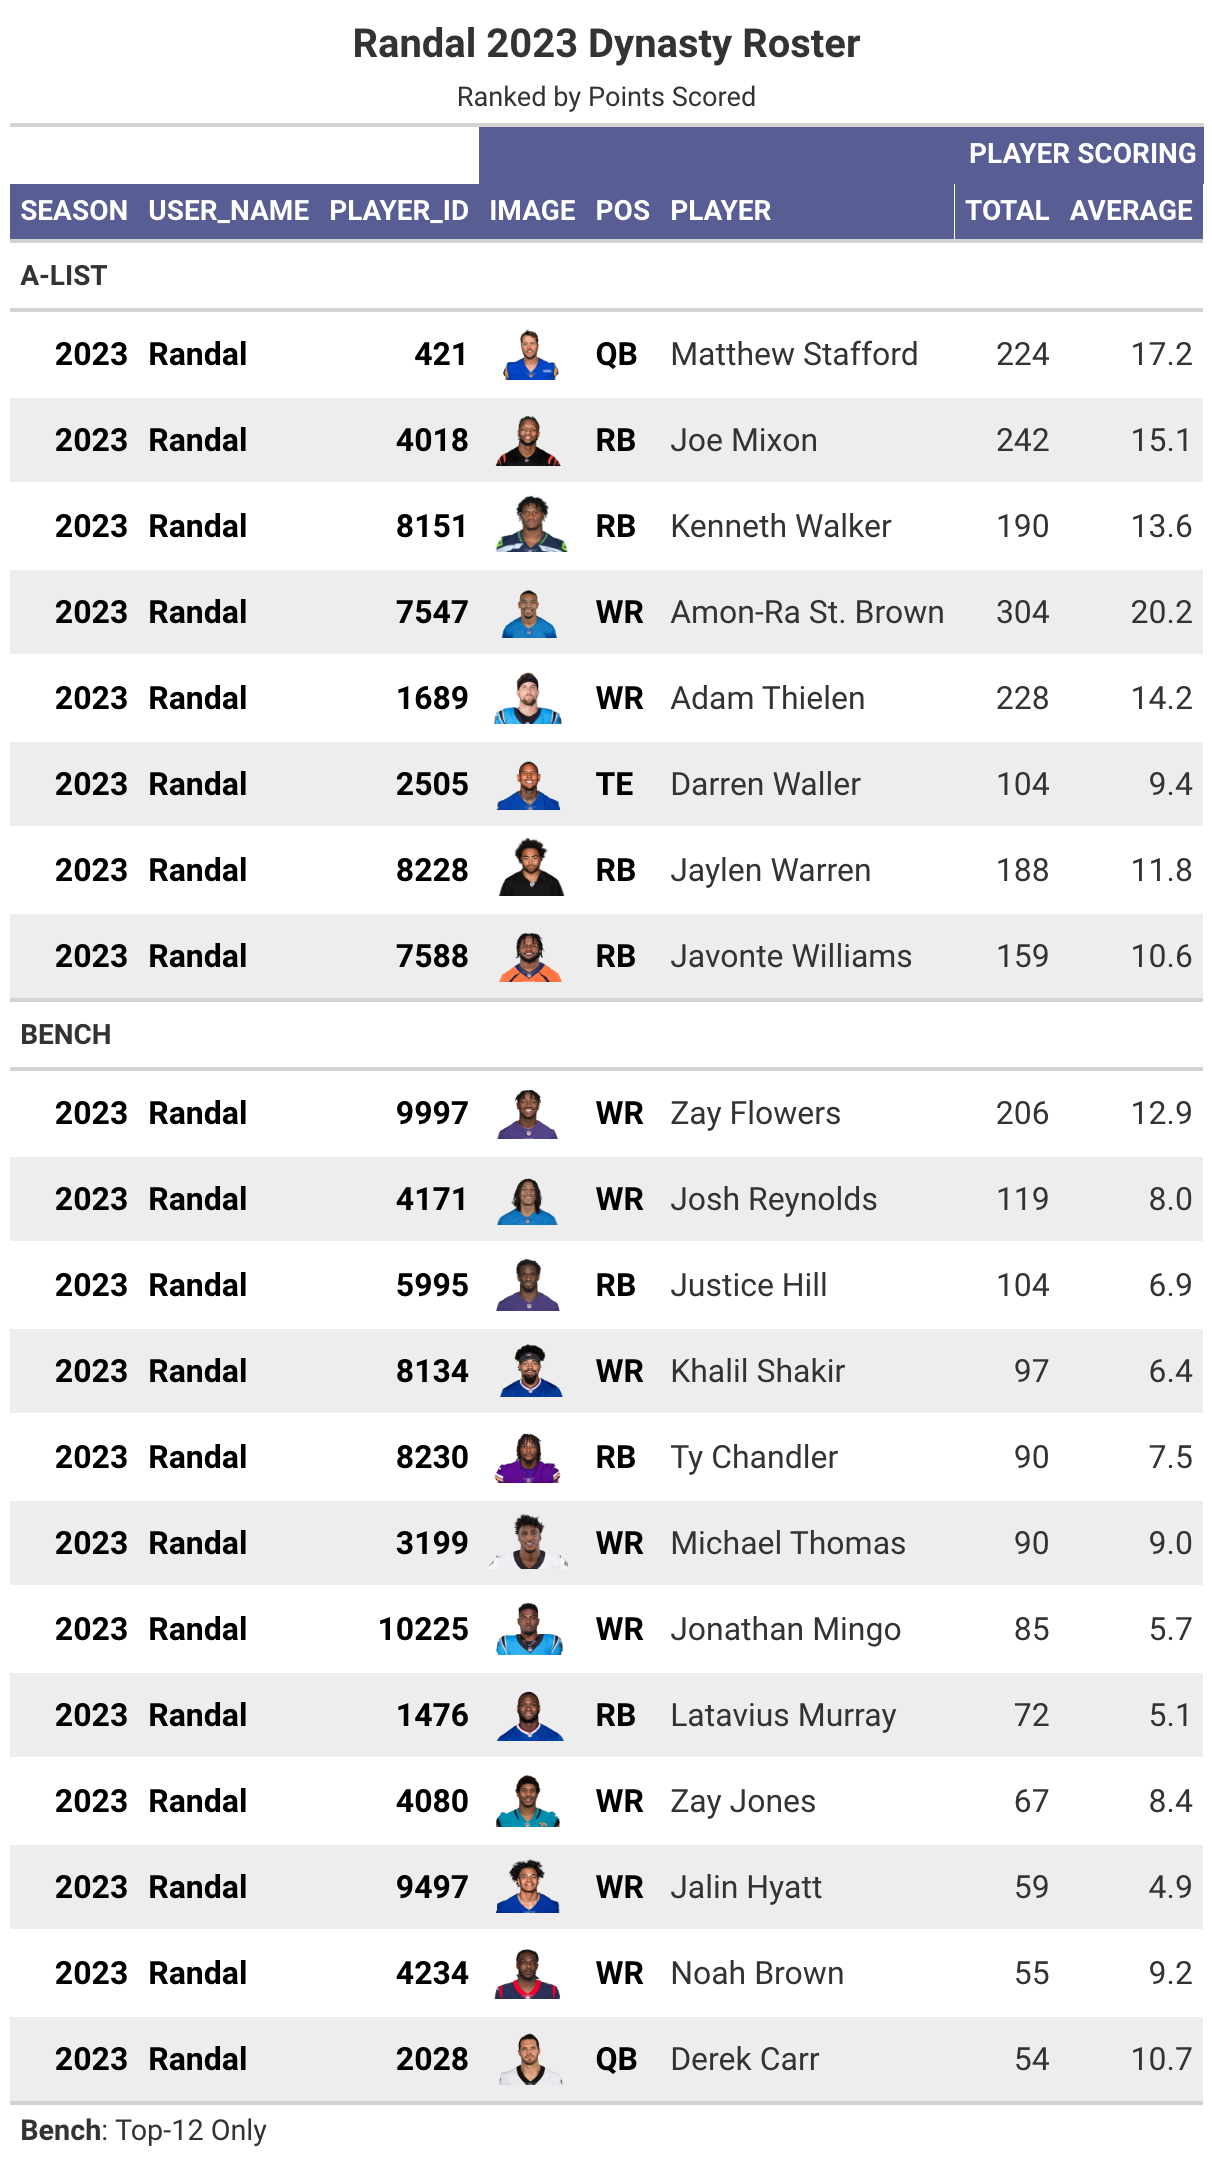 Randal 2023 Dynasty Roster
Ranked by Points Scored
PLAYER SCORING
SEASON USER_NAME PLAYER_ID IMAGE POS PLAYER TOTAL AVERAGE
A-LIST
2023 Randal 421 QB Matthew Stafford 224 17.2
2023 Randal 4018 RB Joe Mixon 242 15.1
2023 Randal 8151 RB Kenneth Walker 190 13.6
2023 Randal 7547 WR Amon-Ra St. Brown 304 20.2
2023 Randal 1689 WR Adam Thielen 228 14.2
2023 Randal 2505 TE Darren Waller 104 9.4
2023 Randal 8228 RB Jaylen Warren 188 11.8
2023 Randal 7588 RB Javonte Williams 159 10.6
BENCH
2023 Randal 9997 WR Zay Flowers 206 12.9
2023 Randal 4171 WR Josh Reynolds 119 8.0
2023 Randal 5995 RB Justice Hill 104 6.9
2023 Randal 8134 WR Khalil Shakir 97 6.4
2023 Randal 8230 RB Ty Chandler 90 7.5
2023 Randal 3199 WR Michael Thomas 90 9.0
2023 Randal 10225 WR Jonathan Mingo 85 5.7
2023 Randal 1476 RB Latavius Murray 72 5.1
2023 Randal 4080 WR Zay Jones 67 8.4
2023 Randal 9497 WR Jalin Hyatt 59 4.9
2023 Randal 4234 WR Noah Brown 55 9.2
2023 Randal 2028 QB Derek Carr 54 10.7
Bench: Top-12 Only